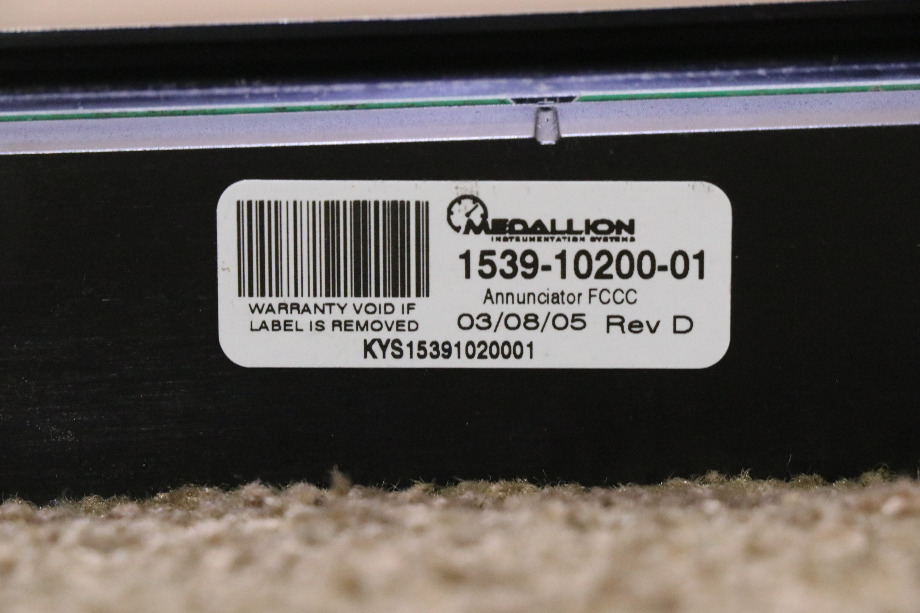 MEDALLION
INSTRUMENTATION SYSTEMS
1539-10200-01
Annunciator FCCC
03/08/05 Rev D
WARRANTY VOID IF
LABEL IS REMOVED
KYS15391020001